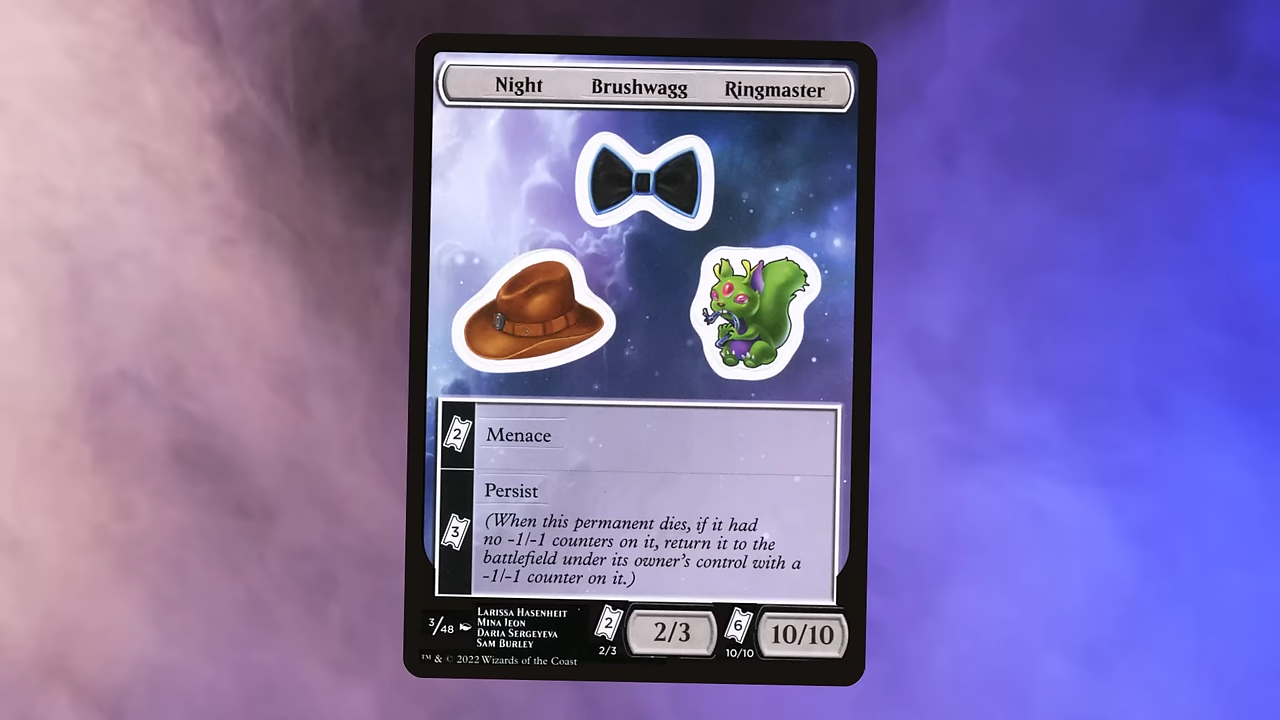 Night Brushwagg Ringmaster
2 Menace
3 Persist
(When this permanent dies, if it had
no -1/-1 counters on it, return it to the
battlefield under its owner's control with a
-1/-1 counter on it.)
3/48
Larissa Hasenheit
Mina Jeon
Daria Sergeyeva
Sam Burley
2
2/3
2/3
6
10/10
10/10
™ & © 2022 Wizards of the Coast